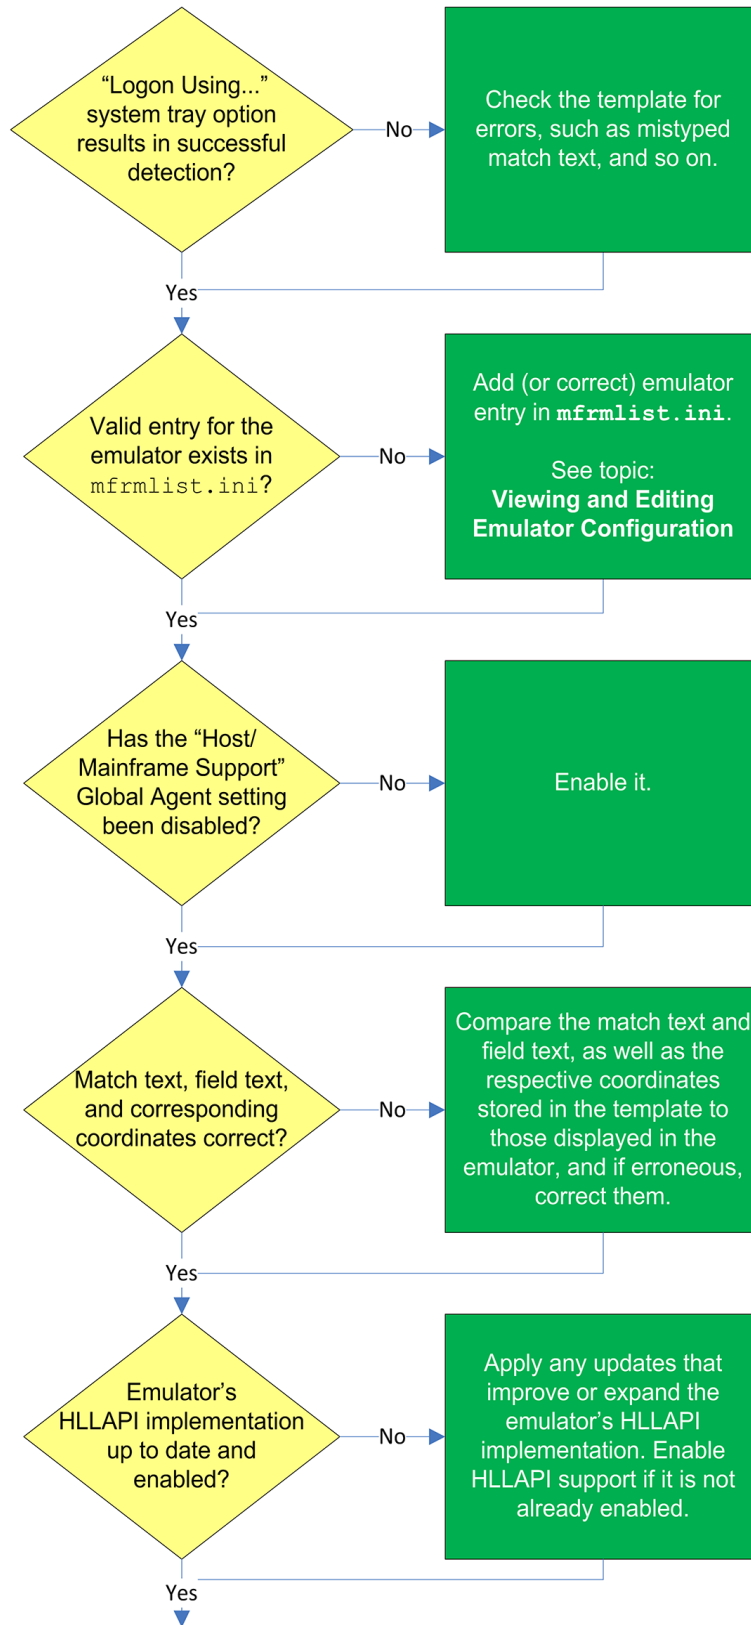 “Logon Using...”
system tray option
results in successful
detection?
No
Check the template for
errors, such as mistyped
match text, and so on.
Yes
Valid entry for the
emulator exists in
mfrmlist.ini?
No
Add (or correct) emulator
entry in mfrmlist.ini.
See topic:
Viewing and Editing
Emulator Configuration
Yes
Has the “Host/
Mainframe Support”
Global Agent setting
been disabled?
No
Enable it.
Yes
Match text, field text,
and corresponding
coordinates correct?
No
Compare the match text and
field text, as well as the
respective coordinates
stored in the template to
those displayed in the
emulator, and if erroneous,
correct them.
Yes
Emulator’s
HLLAPI implementation
up to date and
enabled?
No
Apply any updates that
improve or expand the
emulator’s HLLAPI
implementation. Enable
HLLAPI support if it is not
already enabled.
Yes